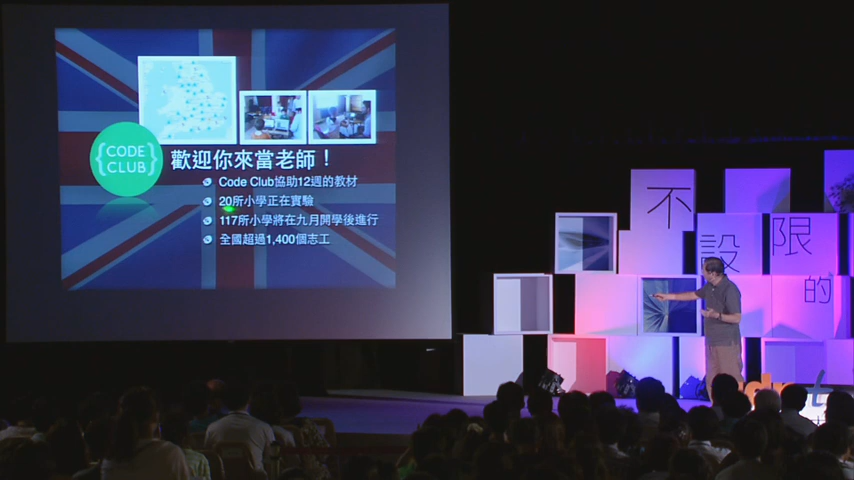 {CODE
CLUB}
歡迎你來當老師！
Code Club協助12週的教材
20所小學正在實驗
117所小學將在九月開學後進行
全國超過1,400個志工
不
設
限
的